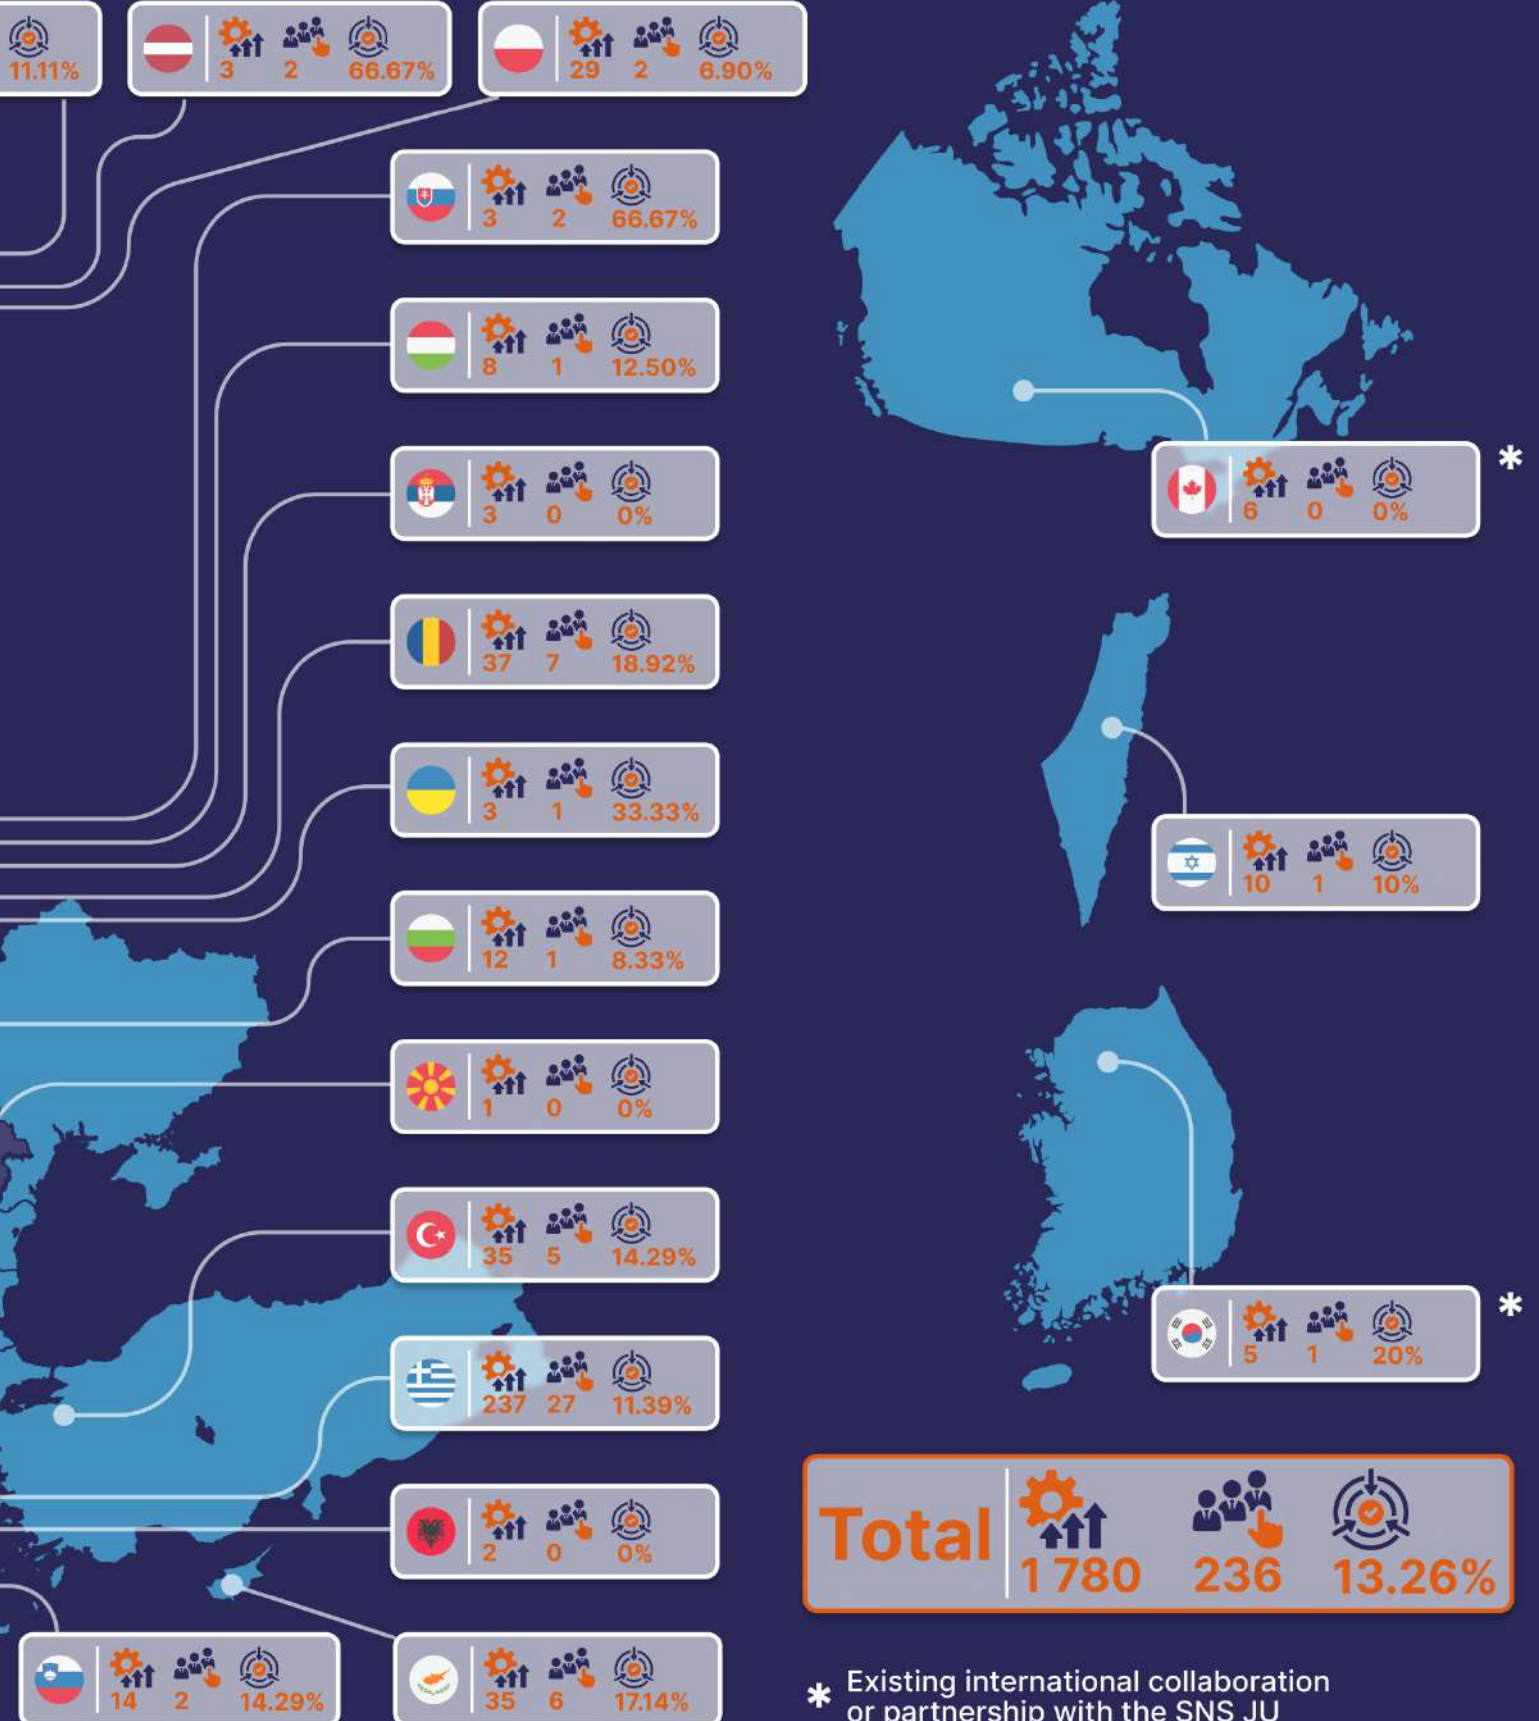 11.11%
3 2 66.67%
29 2 6.90%
3 2 66.67%
8 1 12.50%
3 0 0%
37 7 18.92%
3 1 33.33%
12 1 8.33%
1 0 0%
35 5 14.29%
237 27 11.39%
2 0 0%
14 2 14.29%
35 6 17.14%
*
6 0 0%
10 1 10%
*
5 1 20%
Total 1 780 236 13.26%
* Existing international collaboration
or partnership with the SNS JU